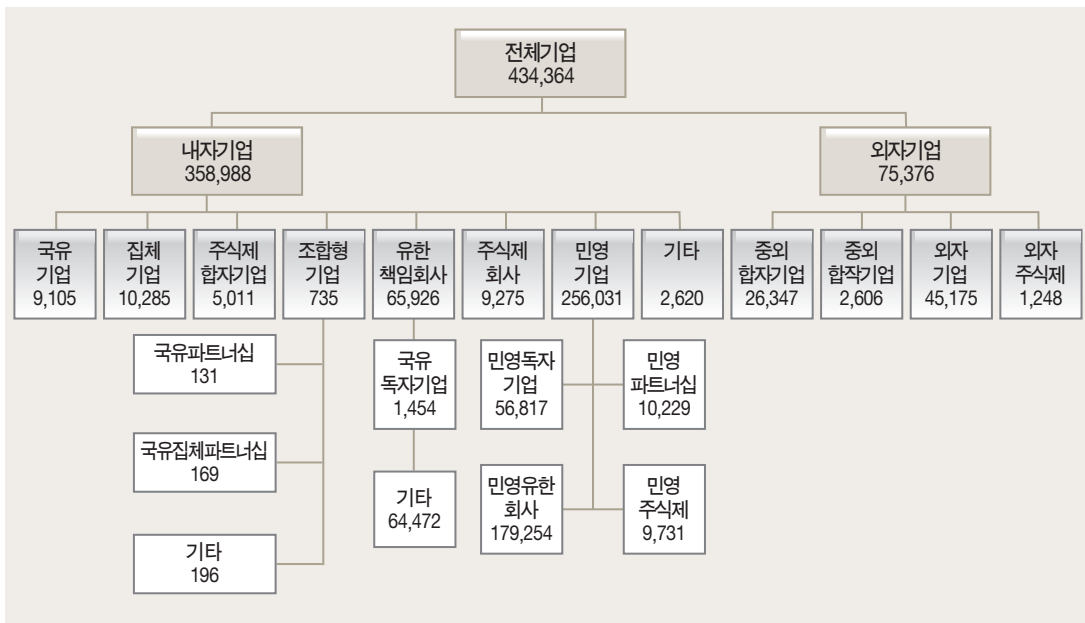 전체기업
434,364
내자기업
358,988
외자기업
75,376
국유
기업
9,105
집체
기업
10,285
주식제
합자기업
5,011
조합형
기업
735
유한
책임회사
65,926
주식제
회사
9,275
민영
기업
256,031
기타
2,620
중외
합자기업
26,347
중외
합작기업
2,606
외자
기업
45,175
외자
주식제
1,248
국유파트너십
131
국유집체파트너십
169
기타
196
국유
독자기업
1,454
기타
64,472
민영독자
기업
56,817
민영
파트너십
10,229
민영유한
회사
179,254
민영
주식제
9,731